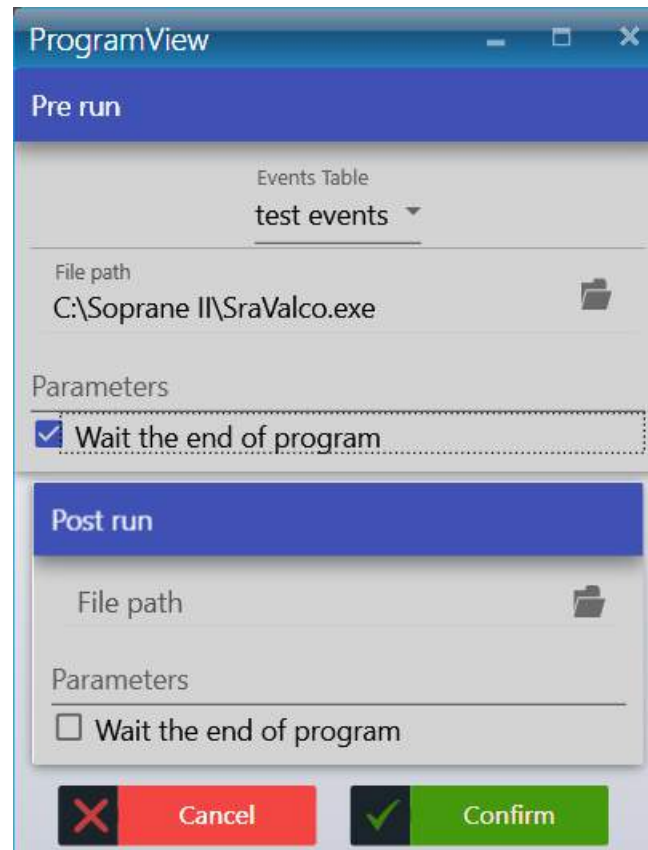 ProgramView
Pre run
Events Table
test events
File path
C:\Soprane II\SraValco.exe
Parameters
Wait the end of program
Post run
File path
Parameters
Wait the end of program
Cancel
Confirm